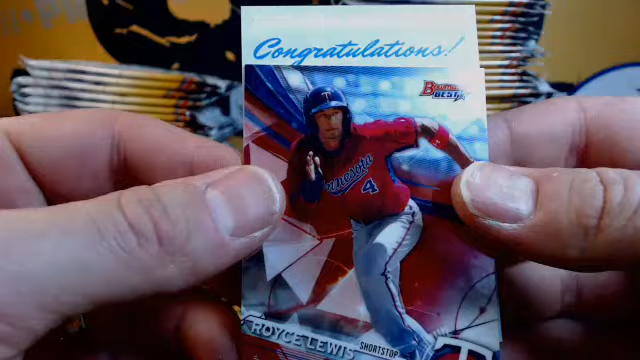 Congratulations!
BOWMAN'S
BEST
T
Minnesota
4
ROYCE LEWIS
SHORTSTOP
T